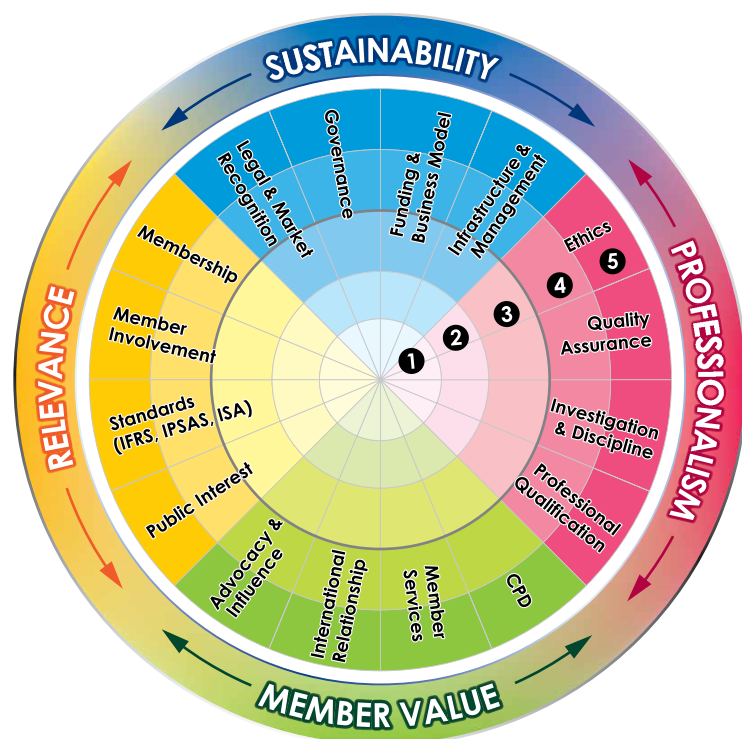 SUSTAINABILITY
Legal & Market
Recognition
Governance
Funding &
Business Model
Infrastructure &
Management
PROFESSIONALISM
Ethics
5
4
3
2
1
Quality
Assurance
Investigation
& Discipline
Professional
Qualification
MEMBER VALUE
CPD
Member
Services
International
Relationship
Advocacy &
Influence
RELEVANCE
Public Interest
Standards
(IFRS, IPSAS, ISA)
Member
Involvement
Membership